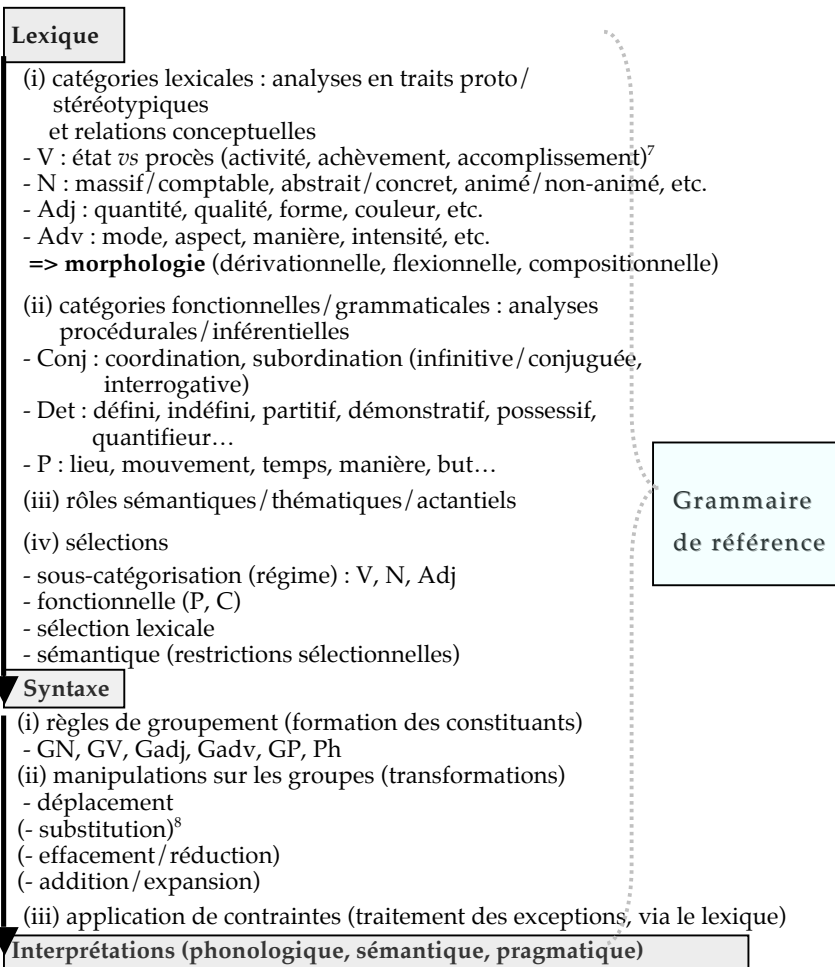 Lexique
(i) catégories lexicales : analyses en traits proto/
stéréotypiques
et relations conceptuelles
- V : état vs procès (activité, achèvement, accomplissement)⁷
- N : massif/comptable, abstrait/concret, animé/non-animé, etc.
- Adj : quantité, qualité, forme, couleur, etc.
- Adv : mode, aspect, manière, intensité, etc.
=> morphologie (dérivationnelle, flexionnelle, compositionnelle)
(ii) catégories fonctionnelles/grammaticales : analyses
procédurales/inférentielles
- Conj : coordination, subordination (infinitive/conjuguée,
interrogative)
- Det : défini, indéfini, partitif, démonstratif, possessif,
quantifieur…
- P : lieu, mouvement, temps, manière, but…
(iii) rôles sémantiques/thématiques/actantiels
(iv) sélections
- sous-catégorisation (régime) : V, N, Adj
- fonctionnelle (P, C)
- sélection lexicale
- sémantique (restrictions sélectionnelles)
Grammaire
de référence
Syntaxe
(i) règles de groupement (formation des constituants)
- GN, GV, Gadj, Gadv, GP, Ph
(ii) manipulations sur les groupes (transformations)
- déplacement
(- substitution)⁸
(- effacement/réduction)
(- addition/expansion)
(iii) application de contraintes (traitement des exceptions, via le lexique)
Interprétations (phonologique, sémantique, pragmatique)